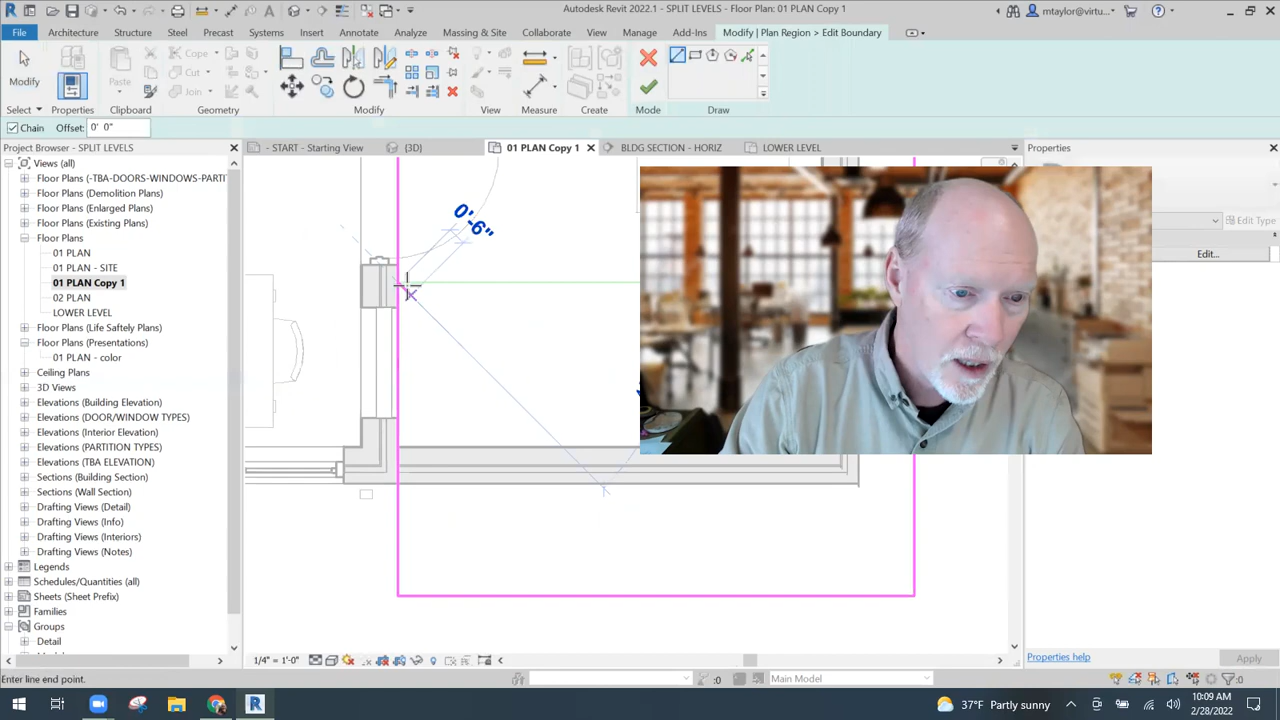 Autodesk Revit 2022.1 - SPLIT LEVELS - Floor Plan: 01 PLAN Copy 1
mtaylor@virtu...
File Architecture Structure Steel Precast Systems Insert Annotate Analyze Massing & Site Collaborate View Manage Add-Ins Modify | Plan Region > Edit Boundary
Cope
Cut
Join
Modify
Paste
Select Properties Clipboard Geometry Modify View Measure Create Mode Draw
Chain Offset: 0' 0"
Project Browser - SPLIT LEVELS
- START - Starting View
{3D}
01 PLAN Copy 1
BLDG SECTION - HORIZ
LOWER LEVEL
Properties
Views (all)
Floor Plans (-TBA-DOORS-WINDOWS-PARTI
Floor Plans (Demolition Plans)
Floor Plans (Enlarged Plans)
Floor Plans (Existing Plans)
Floor Plans
01 PLAN
01 PLAN - SITE
01 PLAN Copy 1
02 PLAN
LOWER LEVEL
Floor Plans (Life Saftely Plans)
Floor Plans (Presentations)
01 PLAN - color
Ceiling Plans
3D Views
Elevations (Building Elevation)
Elevations (DOOR/WINDOW TYPES)
Elevations (Interior Elevation)
Elevations (PARTITION TYPES)
Elevations (TBA ELEVATION)
Sections (Building Section)
Sections (Wall Section)
Drafting Views (Detail)
Drafting Views (Info)
Drafting Views (Interiors)
Drafting Views (Notes)
Legends
Schedules/Quantities (all)
Sheets (Sheet Prefix)
Families
Groups
Detail
0'-6"
Edit Type
Edit...
Properties help
Apply
1/4" = 1'-0"
Enter line end point.
:0
Main Model
:0
37°F Partly sunny
10:09 AM
2/28/2022